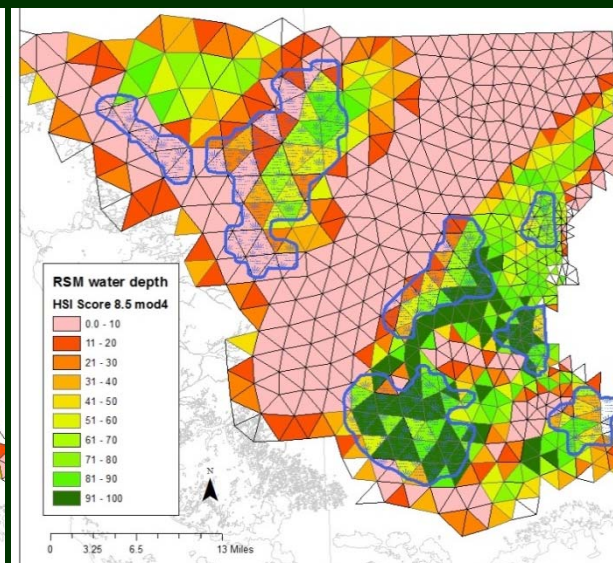 RSM water depth
HSI Score 8.5 mod4
0.0 - 10
11 - 20
21 - 30
31 - 40
41 - 50
51 - 60
61 - 70
71 - 80
81 - 90
91 - 100
N
0 3.25 6.5 13 Miles